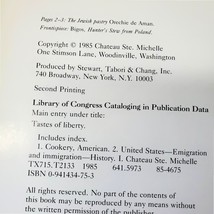 Pages 2–3: The Jewish pastry Orechie de Aman.
Frontispiece: Bigos, Hunter's Stew from Poland.
Copyright © 1985 Chateau Ste. Michelle
One Stimson Lane, Woodinville, Washington
Produced by Stewart, Tabori & Chang, Inc.
740 Broadway, New York, N.Y. 10003
Second Printing
Library of Congress Cataloging in Publication Data
Main entry under title:
Tastes of liberty.
Includes index.
1. Cookery, American. 2. United States—Emigration
and immigration—History. I. Chateau Ste. Michelle
TX715.T2133 1985 641.5973 85-4675
ISBN 0-941434-75-3
All rights reserved. No part of the contents of
this book may be reproduced by any means without
the written permission of the publisher.